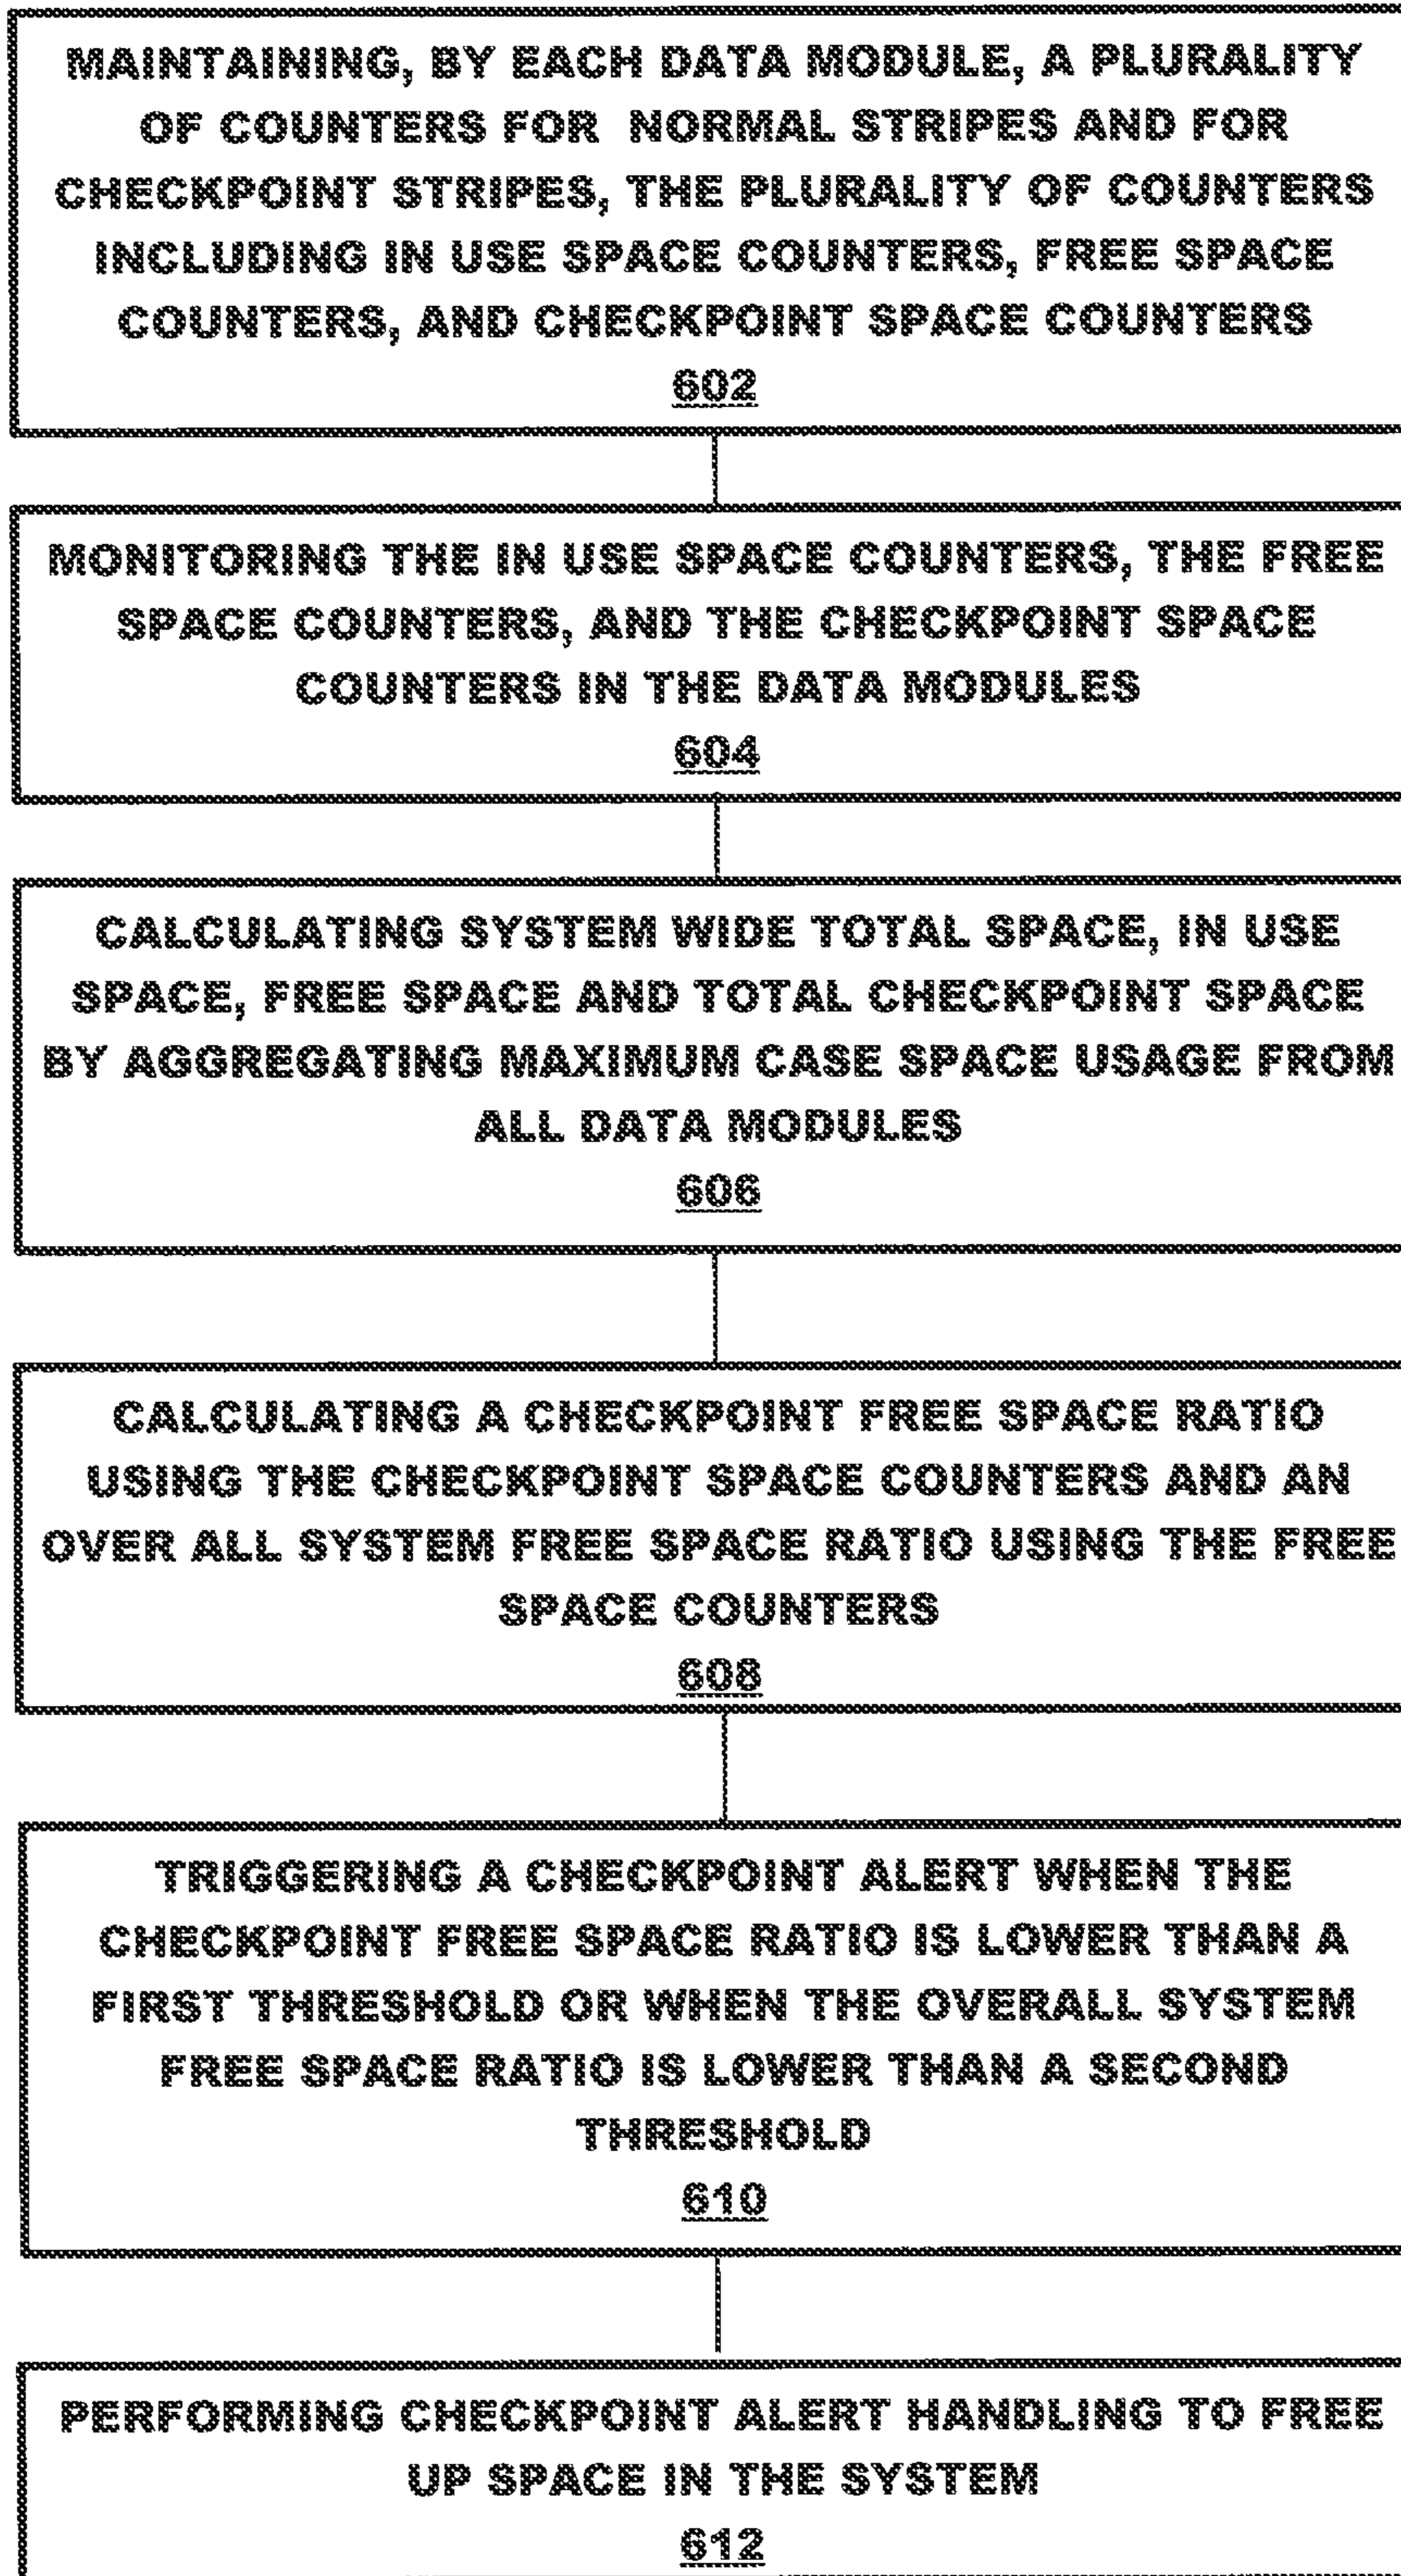 MAINTAINING, BY EACH DATA MODULE, A PLURALITY
OF COUNTERS FOR NORMAL STRIPES AND FOR
CHECKPOINT STRIPES, THE PLURALITY OF COUNTERS
INCLUDING IN USE SPACE COUNTERS, FREE SPACE
COUNTERS, AND CHECKPOINT SPACE COUNTERS
602
MONITORING THE IN USE SPACE COUNTERS, THE FREE
SPACE COUNTERS, AND THE CHECKPOINT SPACE
COUNTERS IN THE DATA MODULES
604
CALCULATING SYSTEM WIDE TOTAL SPACE, IN USE
SPACE, FREE SPACE AND TOTAL CHECKPOINT SPACE
BY AGGREGATING MAXIMUM CASE SPACE USAGE FROM
ALL DATA MODULES
606
CALCULATING A CHECKPOINT FREE SPACE RATIO
USING THE CHECKPOINT SPACE COUNTERS AND AN
OVER ALL SYSTEM FREE SPACE RATIO USING THE FREE
SPACE COUNTERS
608
TRIGGERING A CHECKPOINT ALERT WHEN THE
CHECKPOINT FREE SPACE RATIO IS LOWER THAN A
FIRST THRESHOLD OR WHEN THE OVERALL SYSTEM
FREE SPACE RATIO IS LOWER THAN A SECOND
THRESHOLD
610
PERFORMING CHECKPOINT ALERT HANDLING TO FREE
UP SPACE IN THE SYSTEM
612